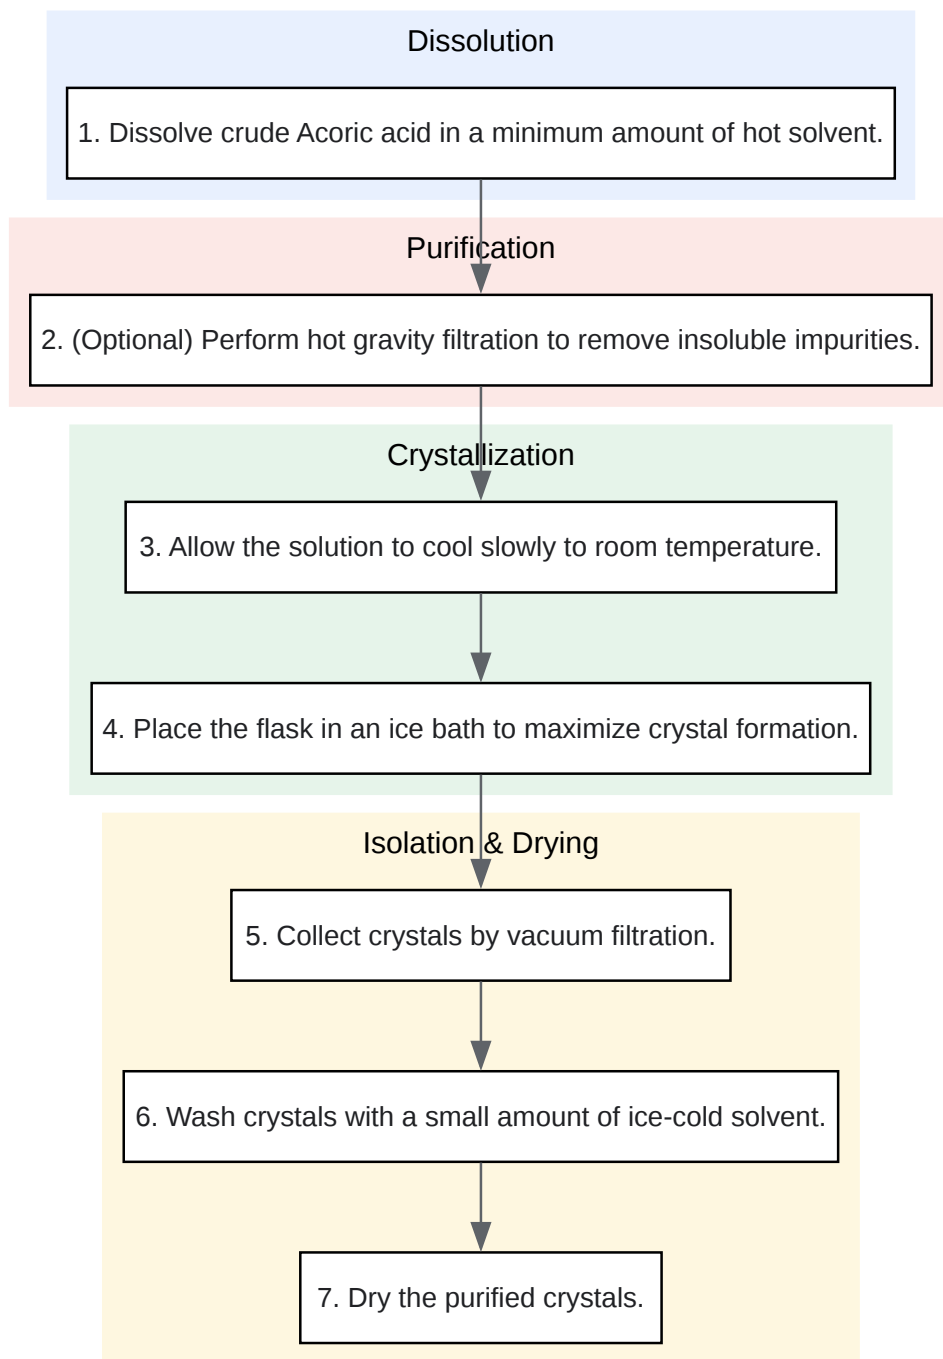 Dissolution
1. Dissolve crude Acoric acid in a minimum amount of hot solvent.
Purification
2. (Optional) Perform hot gravity filtration to remove insoluble impurities.
Crystallization
3. Allow the solution to cool slowly to room temperature.
4. Place the flask in an ice bath to maximize crystal formation.
Isolation & Drying
5. Collect crystals by vacuum filtration.
6. Wash crystals with a small amount of ice-cold solvent.
7. Dry the purified crystals.